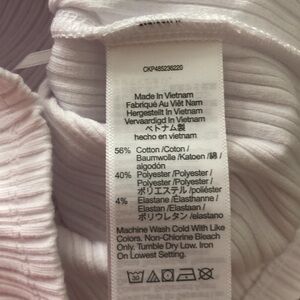 CKP485236220
Made In Vietnam
Fabriqué Au Viêt Nam
Hergestellt In Vietnam
Vervaardigd In Vietnam
ベトナム製
hecho en vietnam
56% Cotton /Coton /
Baumwolle /Katoen /綿 /
algodón
40% Polyester /Polyester /
Polyester /Polyester /
ポリエステル /poliéster
4% Elastane /Elasthanne /
Elastan /Elastaan /
ポリウレタン /elastano
Machine Wash Cold With Like
Colors. Non-Chlorine Bleach
Only. Tumble Dry Low. Iron
On Lowest Setting.